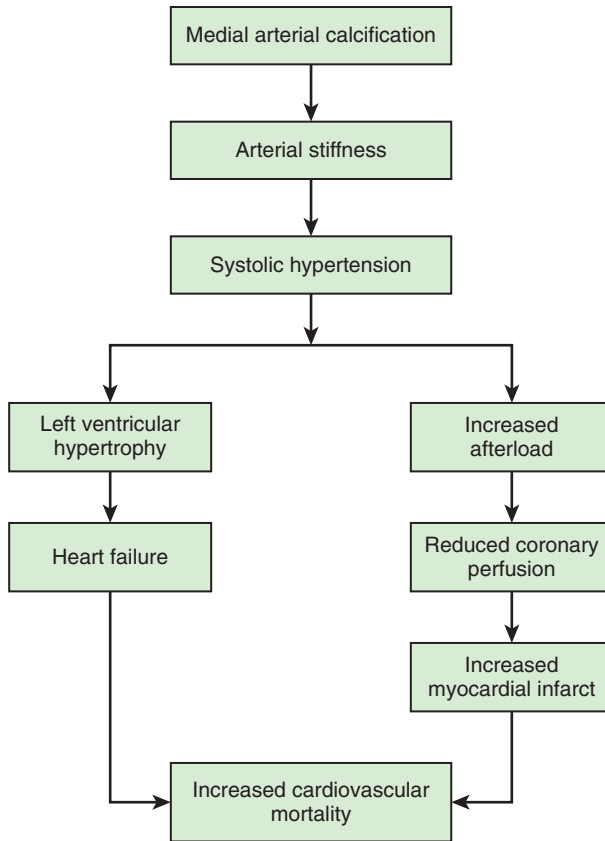 Medial arterial calcification
Arterial stiffness
Systolic hypertension
Left ventricular
hypertrophy
Increased
afterload
Heart failure
Reduced coronary
perfusion
Increased
myocardial infarct
Increased cardiovascular
mortality